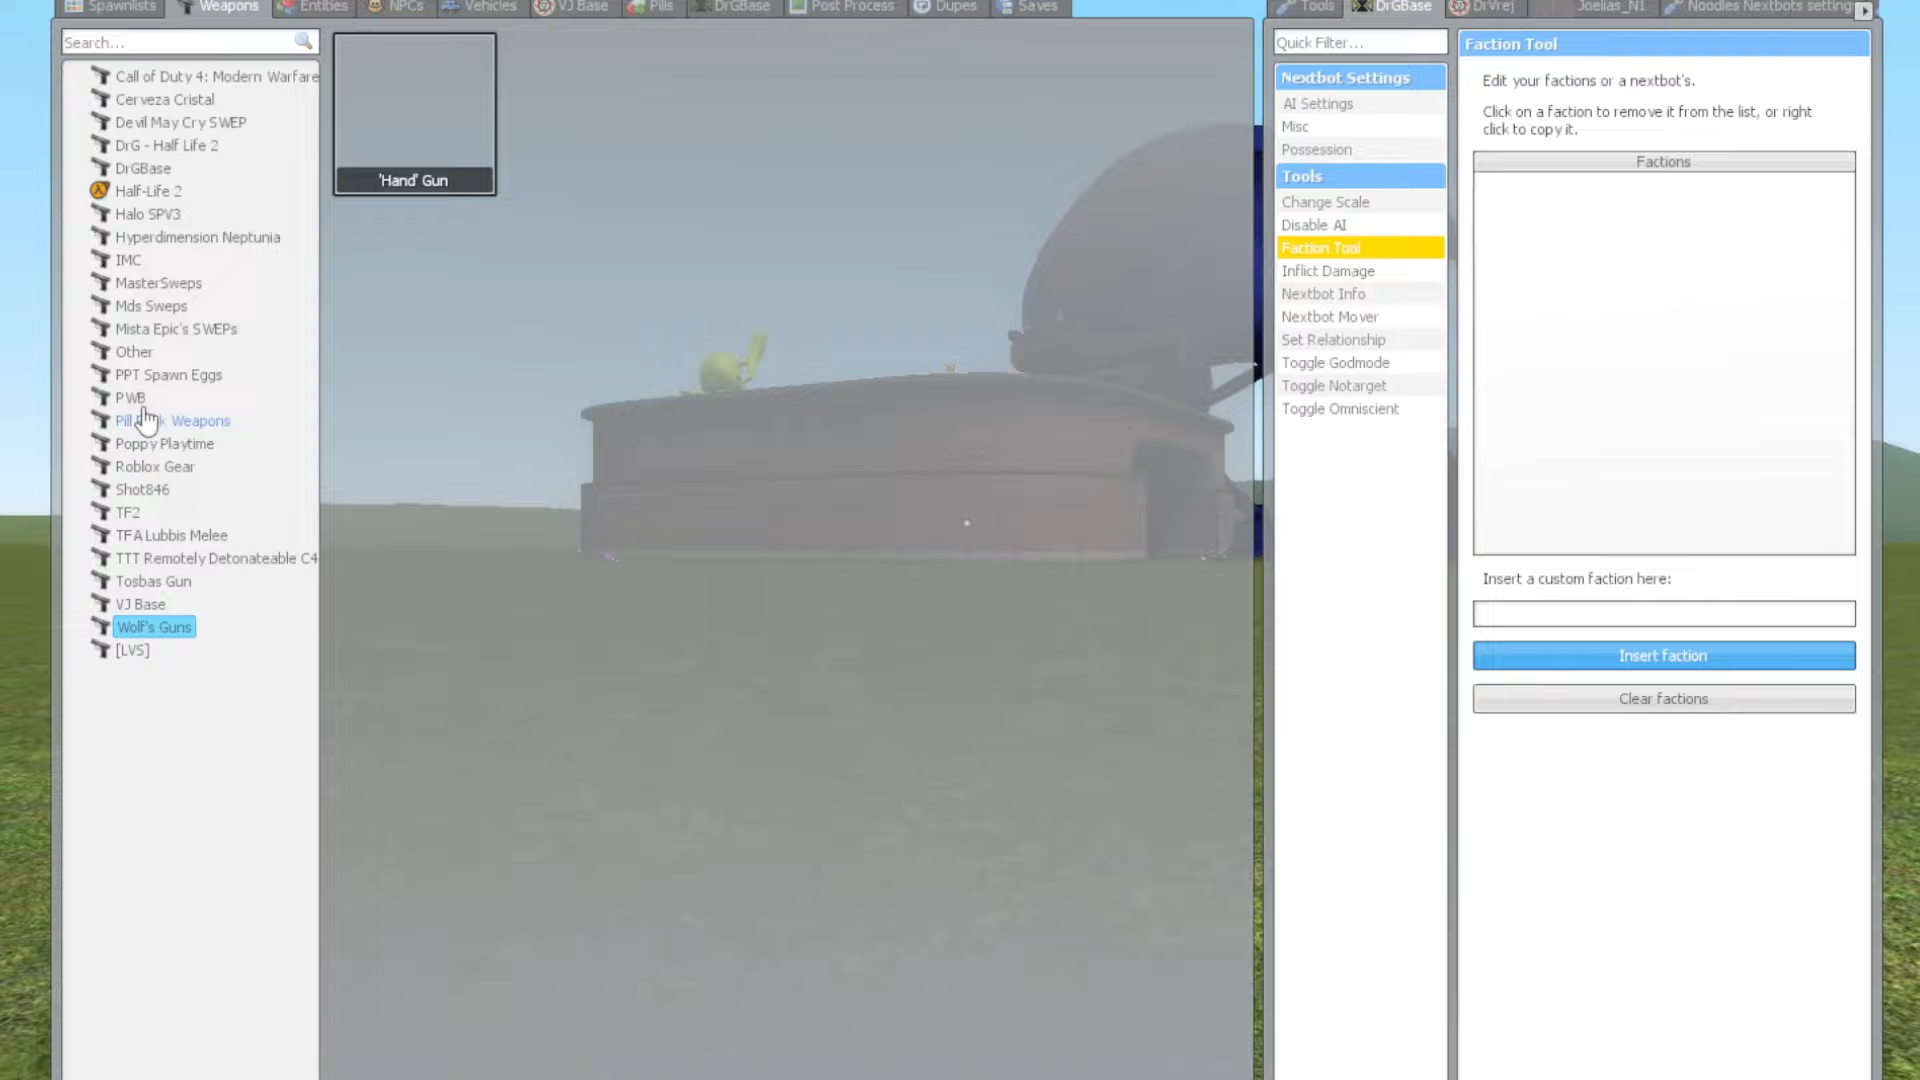 Spawnlists Weapons Entities NPCs Vehicles VJ Base Pills DrGBase Post Process Dupes Saves
Search...
Call of Duty 4: Modern Warfare
Cerveza Cristal
Devil May Cry SWEP
DrG - Half Life 2
DrGBase
Half-Life 2
Halo SPV3
Hyperdimension Neptunia
IMC
MasterSweps
Mds Sweps
Mista Epic's SWEPs
Other
PPT Spawn Eggs
PWB
Pill Weapons
Poppy Playtime
Roblox Gear
Shot846
TF2
TFA Lubbis Melee
TTT Remotely Detonateable C4
Tosbas Gun
VJ Base
Wolf's Guns
[LVS]
'Hand' Gun
Tools DrGBase DrVrej Joelias_N1 Noodles Nextbots setting
Quick Filter...
Nextbot Settings
AI Settings
Misc
Possession
Tools
Change Scale
Disable AI
Faction Tool
Inflict Damage
Nextbot Info
Nextbot Mover
Set Relationship
Toggle Godmode
Toggle Notarget
Toggle Omniscient
Faction Tool
Edit your factions or a nextbot's.
Click on a faction to remove it from the list, or right
click to copy it.
Factions
Insert a custom faction here:
Insert faction
Clear factions